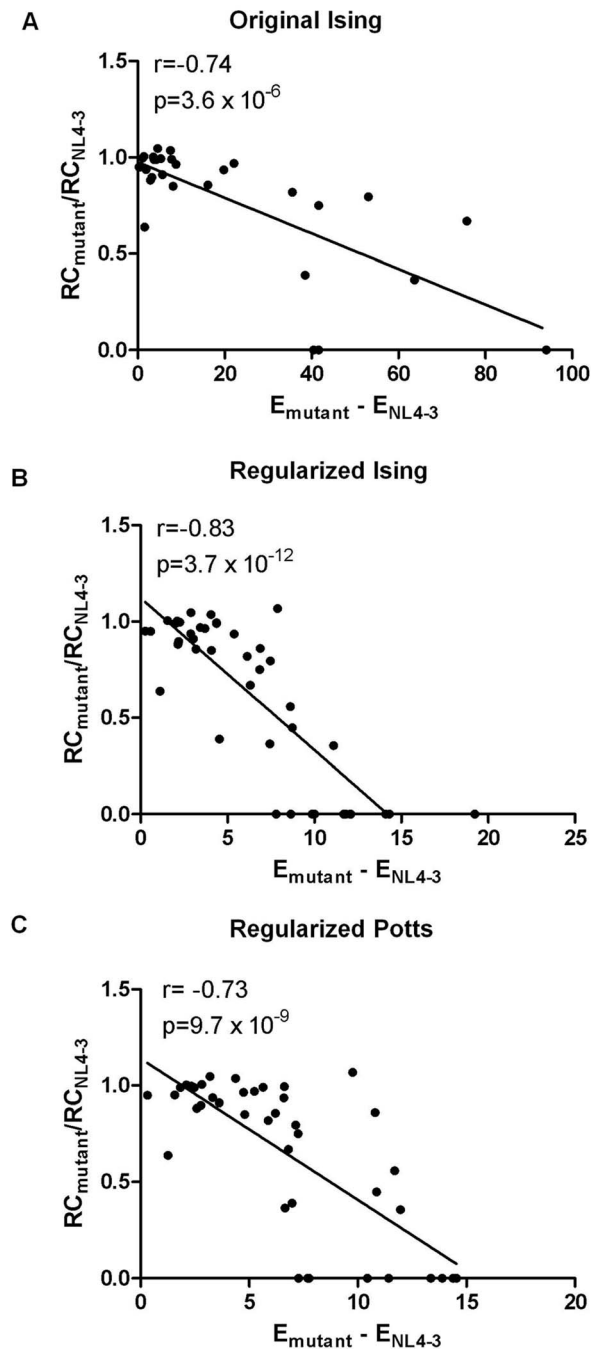 A
Original Ising
r=-0.74
p=3.6 x 10-6
1.5
1.0
0.5
0.0
RCmutant/RCNL4-3
0 20 40 60 80 100
Emutant - ENL4-3
B
Regularized Ising
r=-0.83
p=3.7 x 10-12
1.5
1.0
0.5
0.0
RCmutant/RCNL4-3
0 5 10 15 20 25
Emutant - ENL4-3
C
Regularized Potts
r= -0.73
p=9.7 x 10-9
1.5
1.0
0.5
0.0
RCmutant/RCNL4-3
0 5 10 15 20
Emutant - ENL4-3